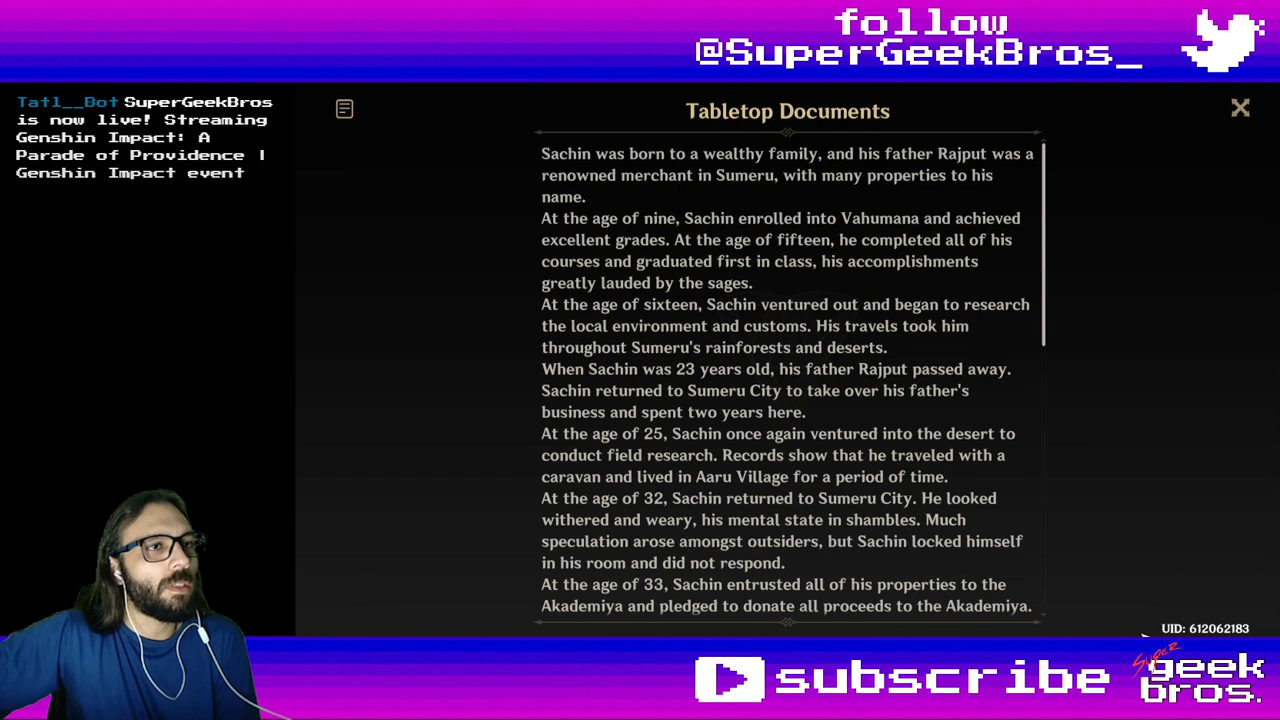 follow
@SuperGeekBros_
Tatl__Bot SuperGeekBros
is now live! Streaming
Genshin Impact: A
Parade of Providence |
Genshin Impact event
Tabletop Documents
Sachin was born to a wealthy family, and his father Rajput was a
renowned merchant in Sumeru, with many properties to his
name.
At the age of nine, Sachin enrolled into Vahumana and achieved
excellent grades. At the age of fifteen, he completed all of his
courses and graduated first in class, his accomplishments
greatly lauded by the sages.
At the age of sixteen, Sachin ventured out and began to research
the local environment and customs. His travels took him
throughout Sumeru's rainforests and deserts.
When Sachin was 23 years old, his father Rajput passed away.
Sachin returned to Sumeru City to take over his father's
business and spent two years here.
At the age of 25, Sachin once again ventured into the desert to
conduct field research. Records show that he traveled with a
caravan and lived in Aaru Village for a period of time.
At the age of 32, Sachin returned to Sumeru City. He looked
withered and weary, his mental state in shambles. Much
speculation arose amongst outsiders, but Sachin locked himself
in his room and did not respond.
At the age of 33, Sachin entrusted all of his properties to the
Akademiya and pledged to donate all proceeds to the Akademiya.
UID: 612062183
subscribe
SUPER
geek
bros.